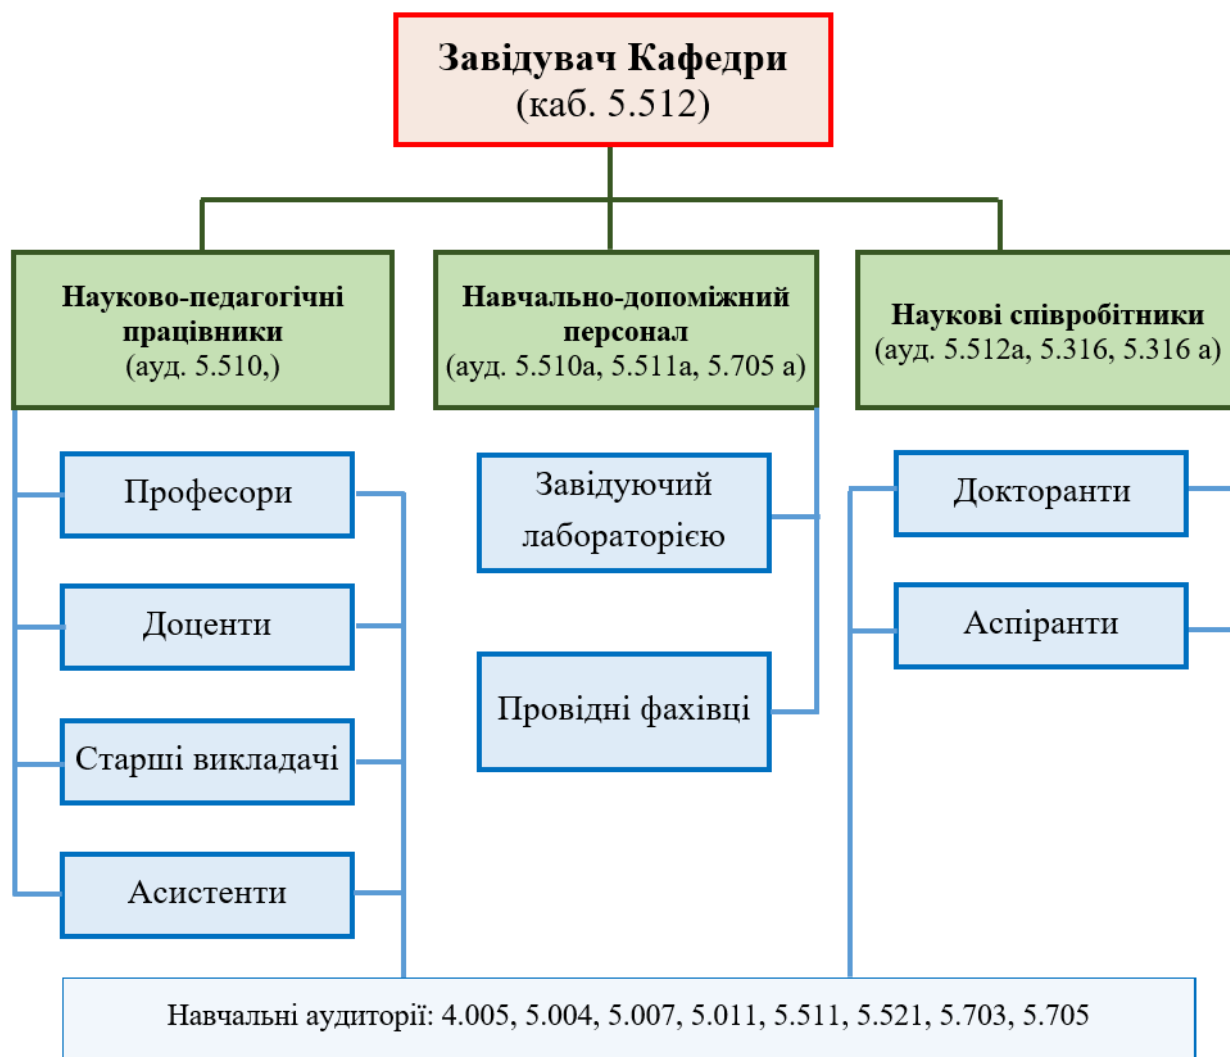 Завідувач Кафедри
(каб. 5.512)
Науково-педагогічні
працівники
(ауд. 5.510,)
Навчально-допоміжний
персонал
(ауд. 5.510а, 5.511а, 5.705 а)
Наукові співробітники
(ауд. 5.512а, 5.316, 5.316 а)
Професори
Доценти
Старші викладачі
Асистенти
Завідуючий
лабораторією
Провідні фахівці
Докторанти
Аспіранти
Навчальні аудиторії: 4.005, 5.004, 5.007, 5.011, 5.511, 5.521, 5.703, 5.705